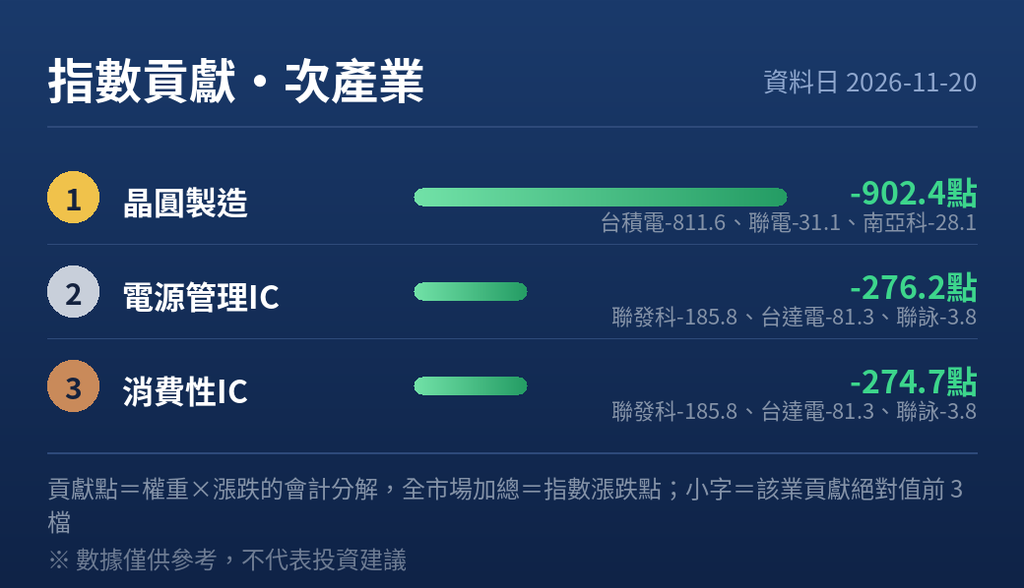 指數貢獻・次產業
資料日 2026-11-20
1 晶圓製造 -902.4點
台積電-811.6、聯電-31.1、南亞科-28.1
2 電源管理IC -276.2點
聯發科-185.8、台達電-81.3、聯詠-3.8
3 消費性IC -274.7點
聯發科-185.8、台達電-81.3、聯詠-3.8
貢獻點＝權重×漲跌的會計分解，全市場加總＝指數漲跌點；小字＝該業貢獻絕對值前 3
檔
※ 數據僅供參考，不代表投資建議